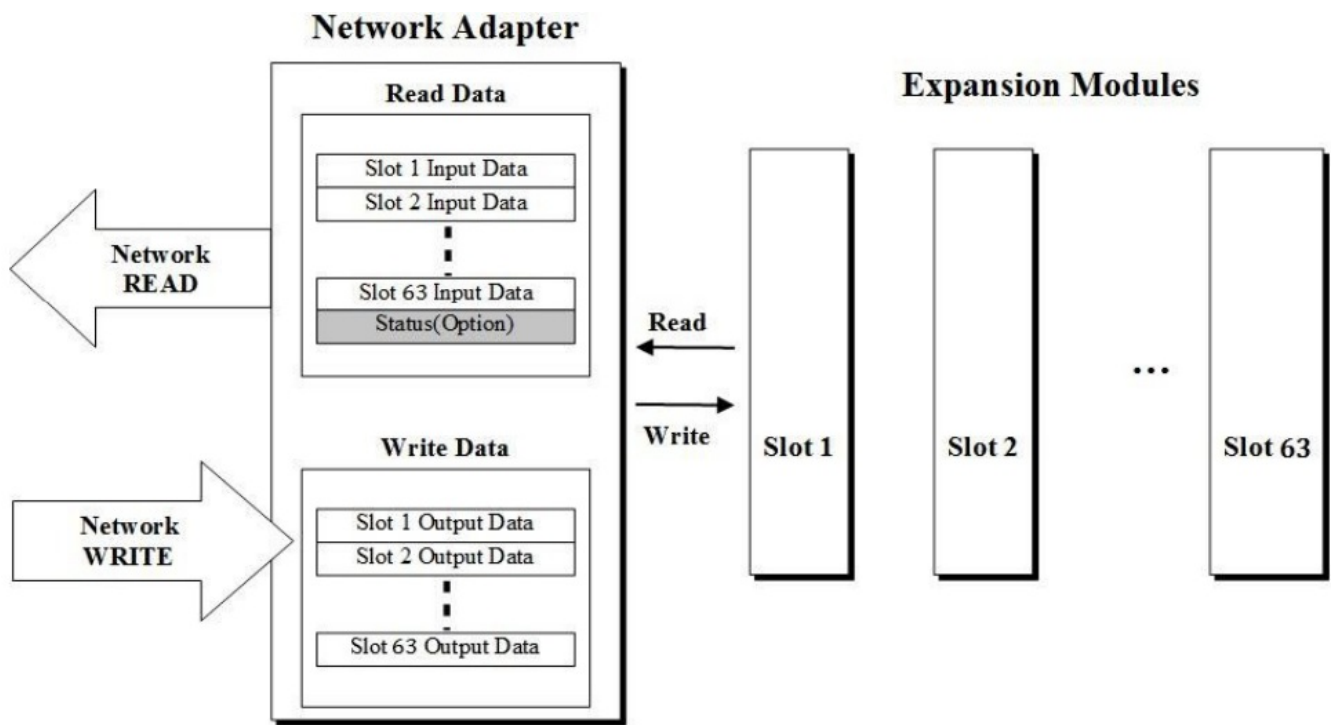 Network Adapter
Read Data
Slot 1 Input Data
Slot 2 Input Data
Slot 63 Input Data
Status(Option)
Network
READ
Write Data
Slot 1 Output Data
Slot 2 Output Data
Slot 63 Output Data
Network
WRITE
Read
Write
Expansion Modules
Slot 1
Slot 2
...
Slot 63